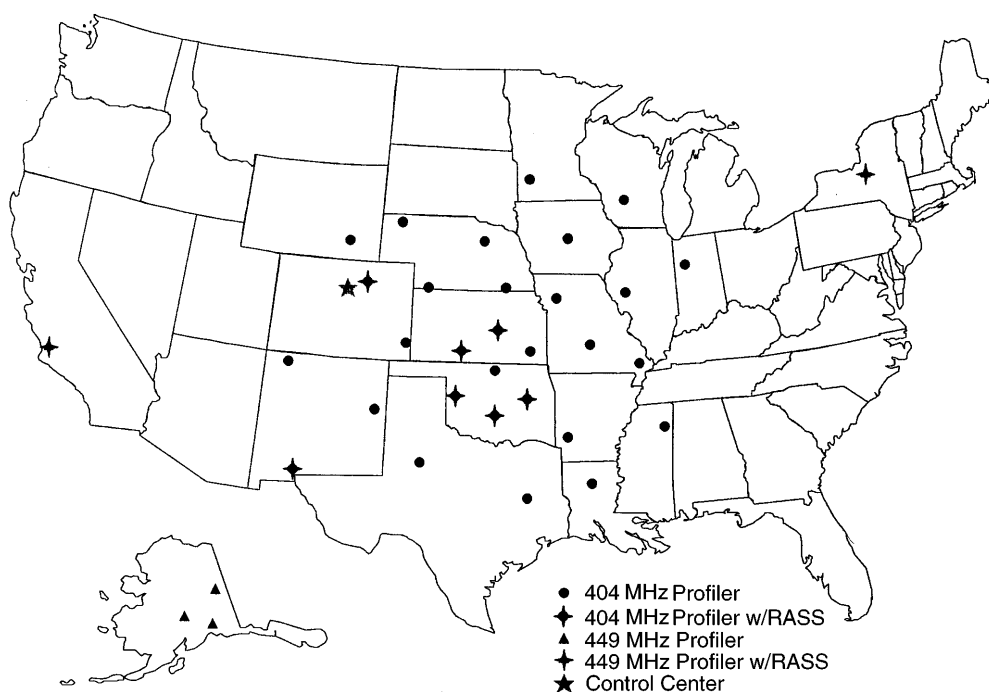 404 MHz Profiler
404 MHz Profiler w/RASS
449 MHz Profiler
449 MHz Profiler w/RASS
Control Center